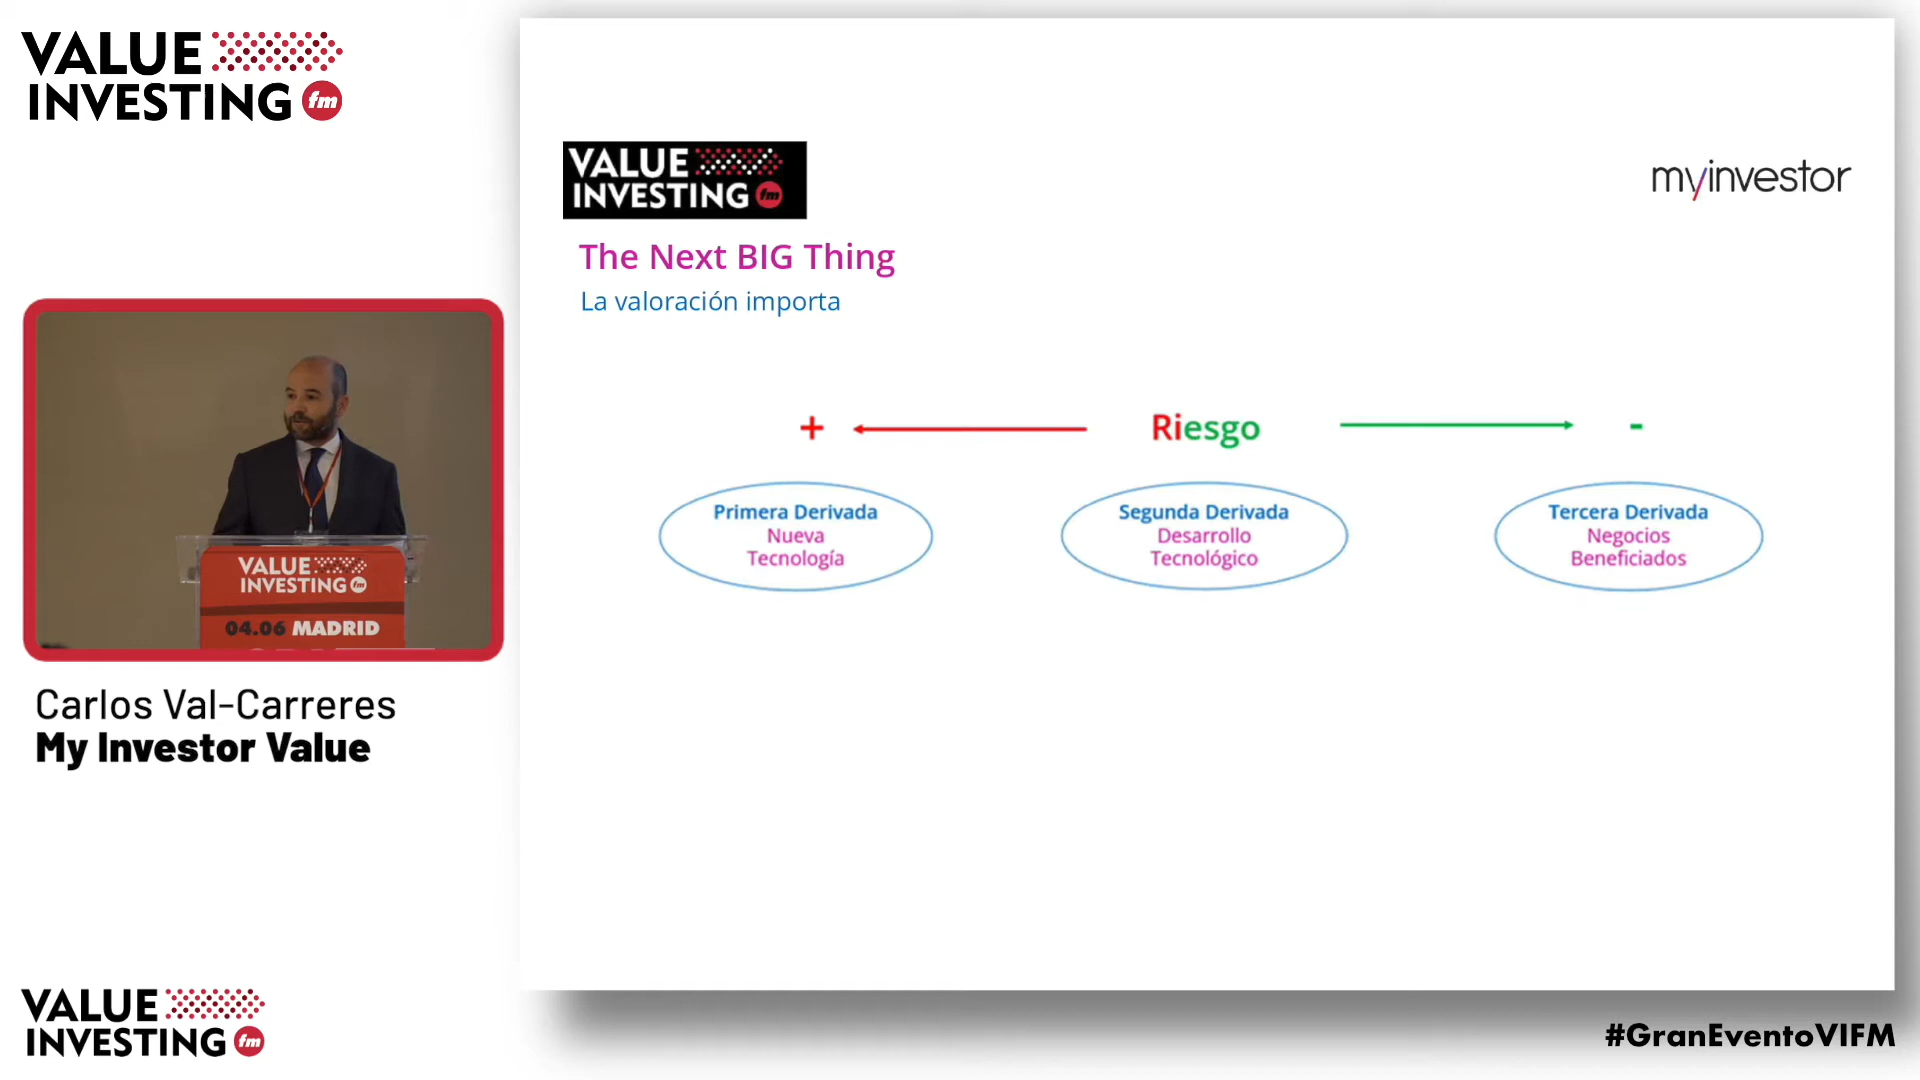 VALUE
INVESTING fm
VALUE
INVESTING fm
myinvestor
The Next BIG Thing
La valoración importa
+ Riesgo -
Primera Derivada
Nueva
Tecnología
Segunda Derivada
Desarrollo
Tecnológico
Tercera Derivada
Negocios
Beneficiados
VALUE
INVESTING fm
04.06 MADRID
Carlos Val-Carreres
My Investor Value
VALUE
INVESTING fm
#GranEventoVIFM